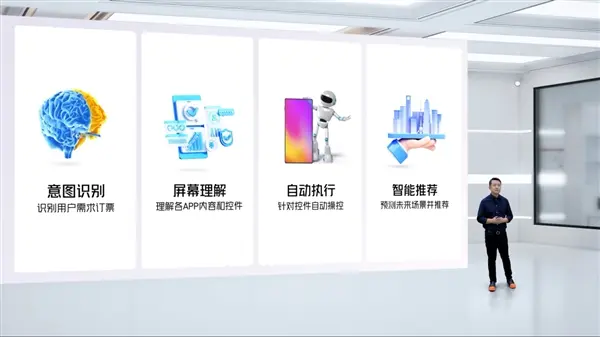 意图识别
识别用户需求订票
屏幕理解
理解各APP内容和控件
自动执行
针对控件自动操控
智能推荐
预测未来场景并推荐